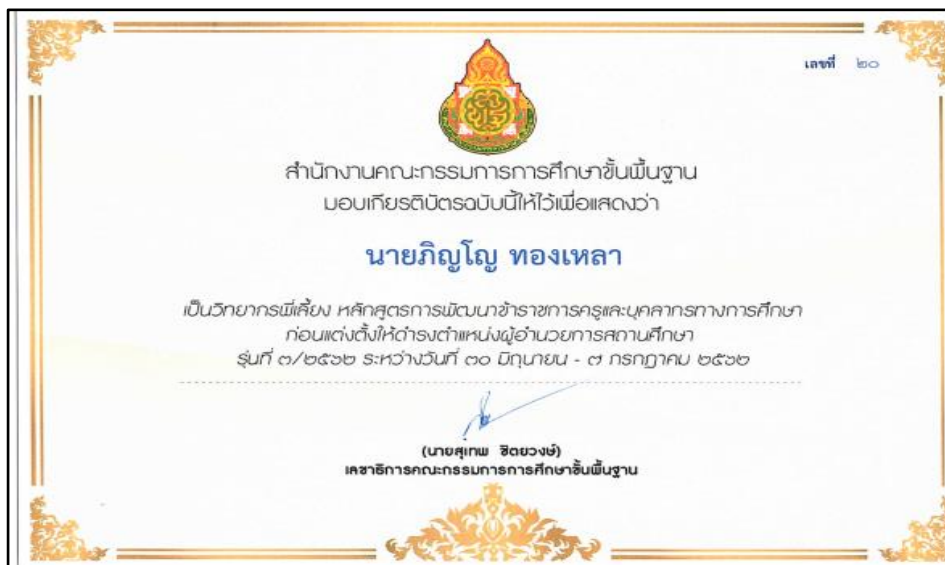 เลขที่ ๒๐
สำนักงานคณะกรรมการการศึกษาขั้นพื้นฐาน
มอบเกียรติบัตรฉบับนี้ให้ไว้เพื่อแสดงว่า
นายภิญโญ ทองเหลา
เป็นวิทยากรพี่เลี้ยง หลักสูตรการพัฒนาข้าราชการครูและบุคลากรทางการศึกษา
ก่อนแต่งตั้งให้ดำรงตำแหน่งผู้อำนวยการสถานศึกษา
รุ่นที่ ๓/๒๕๖๒ ระหว่างวันที่ ๓๐ มิถุนายน - ๗ กรกฎาคม ๒๕๖๒
(นายสุเทพ ชิตยวงษ์)
เลขาธิการคณะกรรมการการศึกษาขั้นพื้นฐาน